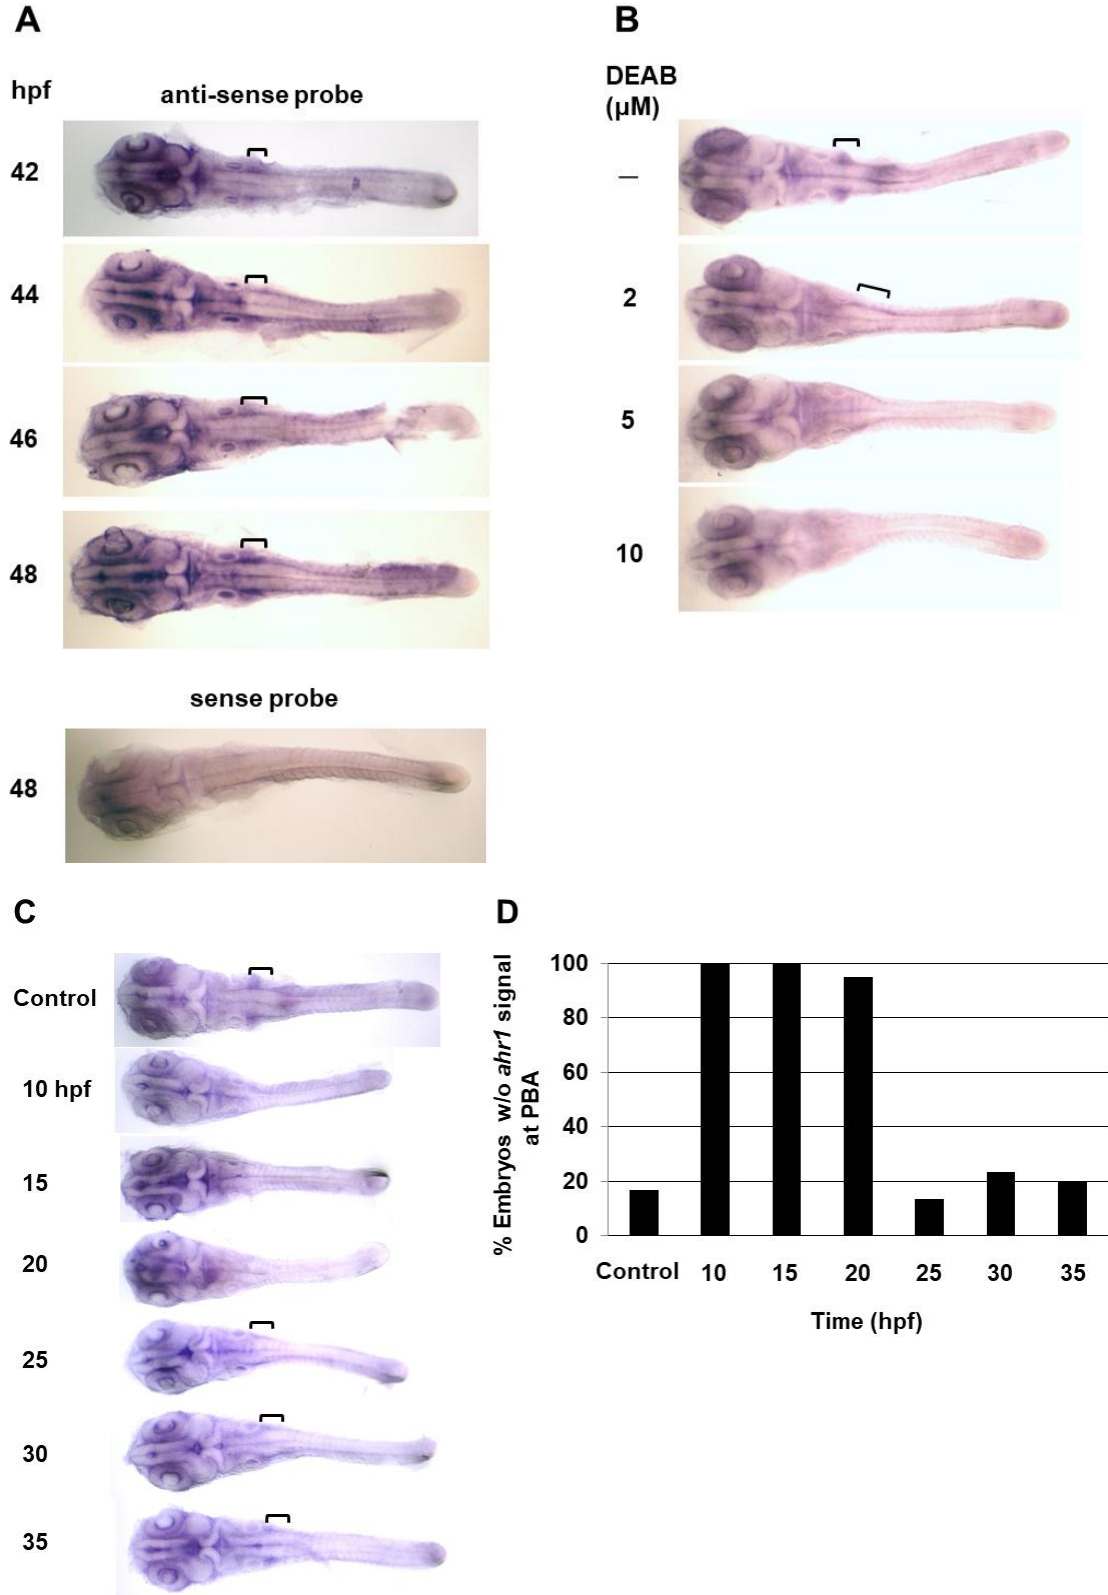 A
hpf
anti-sense probe
42
44
46
48
sense probe
48
B
DEAB
(µM)
–
2
5
10
C
Control
10 hpf
15
20
25
30
35
D
% Embryos w/o ahr1 signal
at PBA
100
80
60
40
20
0
Control 10 15 20 25 30 35
Time (hpf)